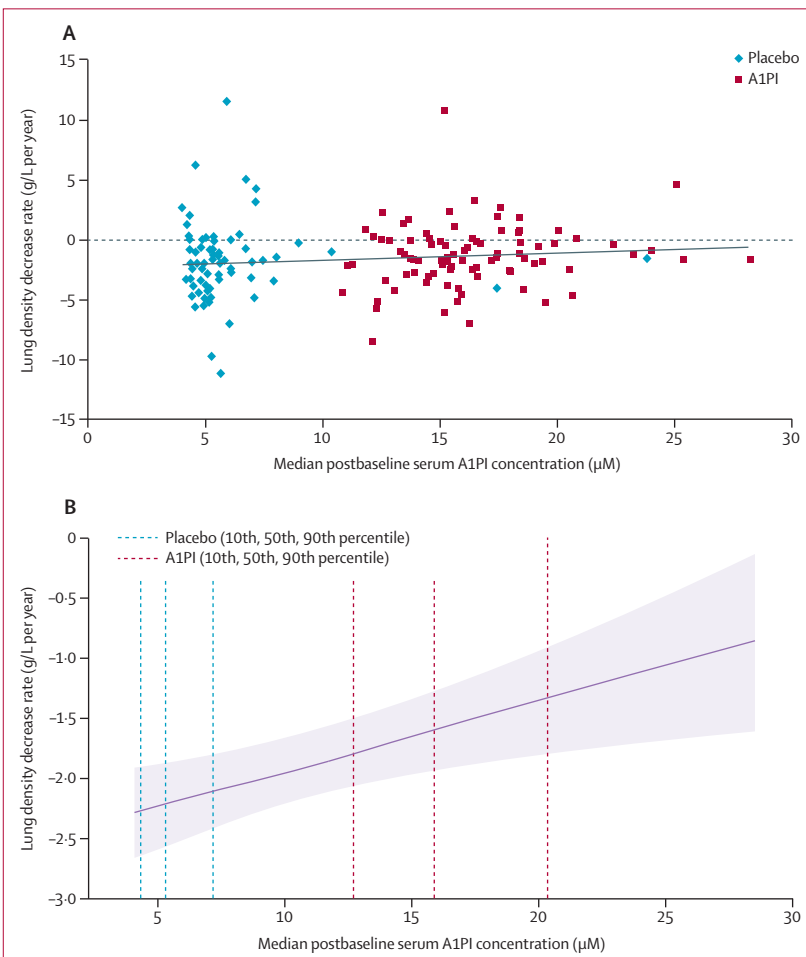 A
Placebo
A1PI
15
10
5
0
–5
–10
–15
Lung density decrease rate (g/L per year)
0 5 10 15 20 25 30
Median postbaseline serum A1PI concentration (µM)
B
Placebo (10th, 50th, 90th percentile)
A1PI (10th, 50th, 90th percentile)
0
–0·5
–1·0
–1·5
–2·0
–2·5
–3·0
Lung density decrease rate (g/L per year)
5 10 15 20 25 30
Median postbaseline serum A1PI concentration (µM)